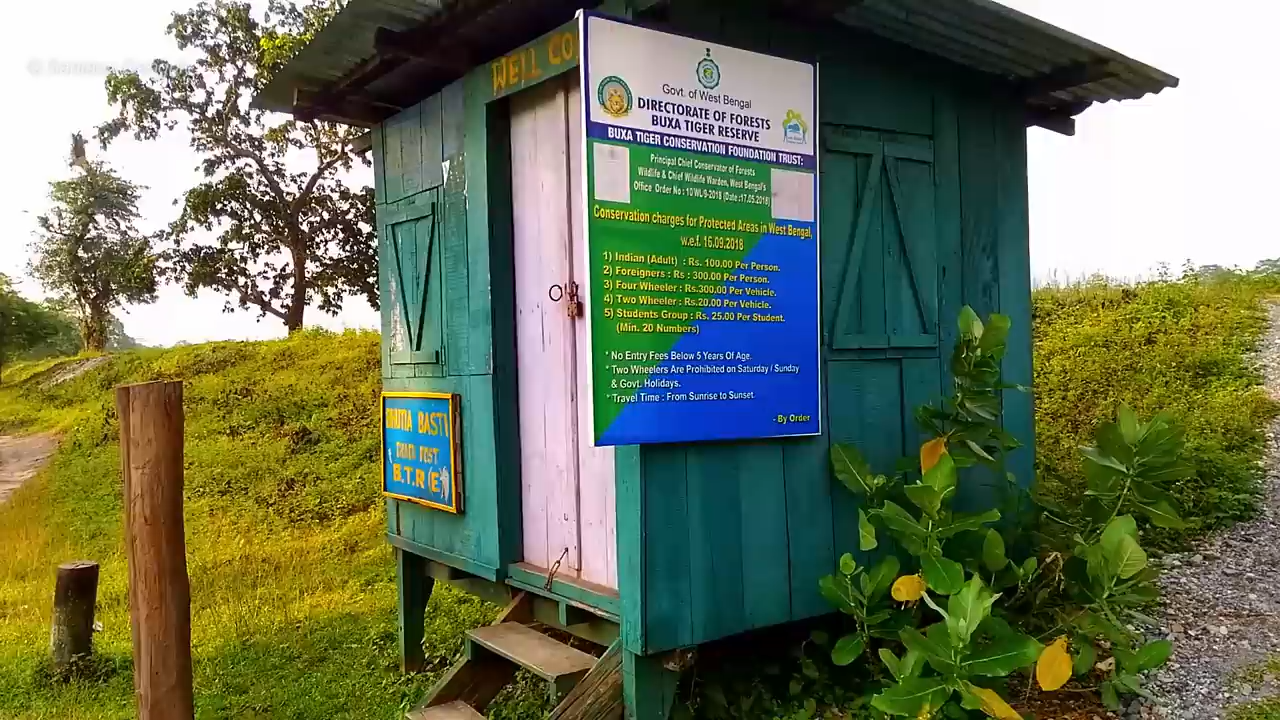 WELL CO
Govt. of West Bengal
DIRECTORATE OF FORESTS
BUXA TIGER RESERVE
BUXA TIGER CONSERVATION FOUNDATION TRUST:
Principal Chief Conservator of Forests
Wildlife & Chief Wildlife Warden, West Bengal's
Office Order No : 10 WL/9-2018 (Date :17.05.2018)
Conservation charges for Protected Areas in West Bengal,
w.e.f. 16.09.2018
1) Indian (Adult) : Rs. 100.00 Per Person.
2) Foreigners : Rs : 300.00 Per Person.
3) Four Wheeler : Rs.300.00 Per Vehicle.
4) Two Wheeler : Rs.20.00 Per Vehicle.
5) Students Group : Rs. 25.00 Per Student.
(Min. 20 Numbers)
* No Entry Fees Below 5 Years Of Age.
* Two Wheelers Are Prohibited on Saturday / Sunday
& Govt. Holidays.
* Travel Time : From Sunrise to Sunset.
- By Order
BASTI
POST
B.T.R (E)